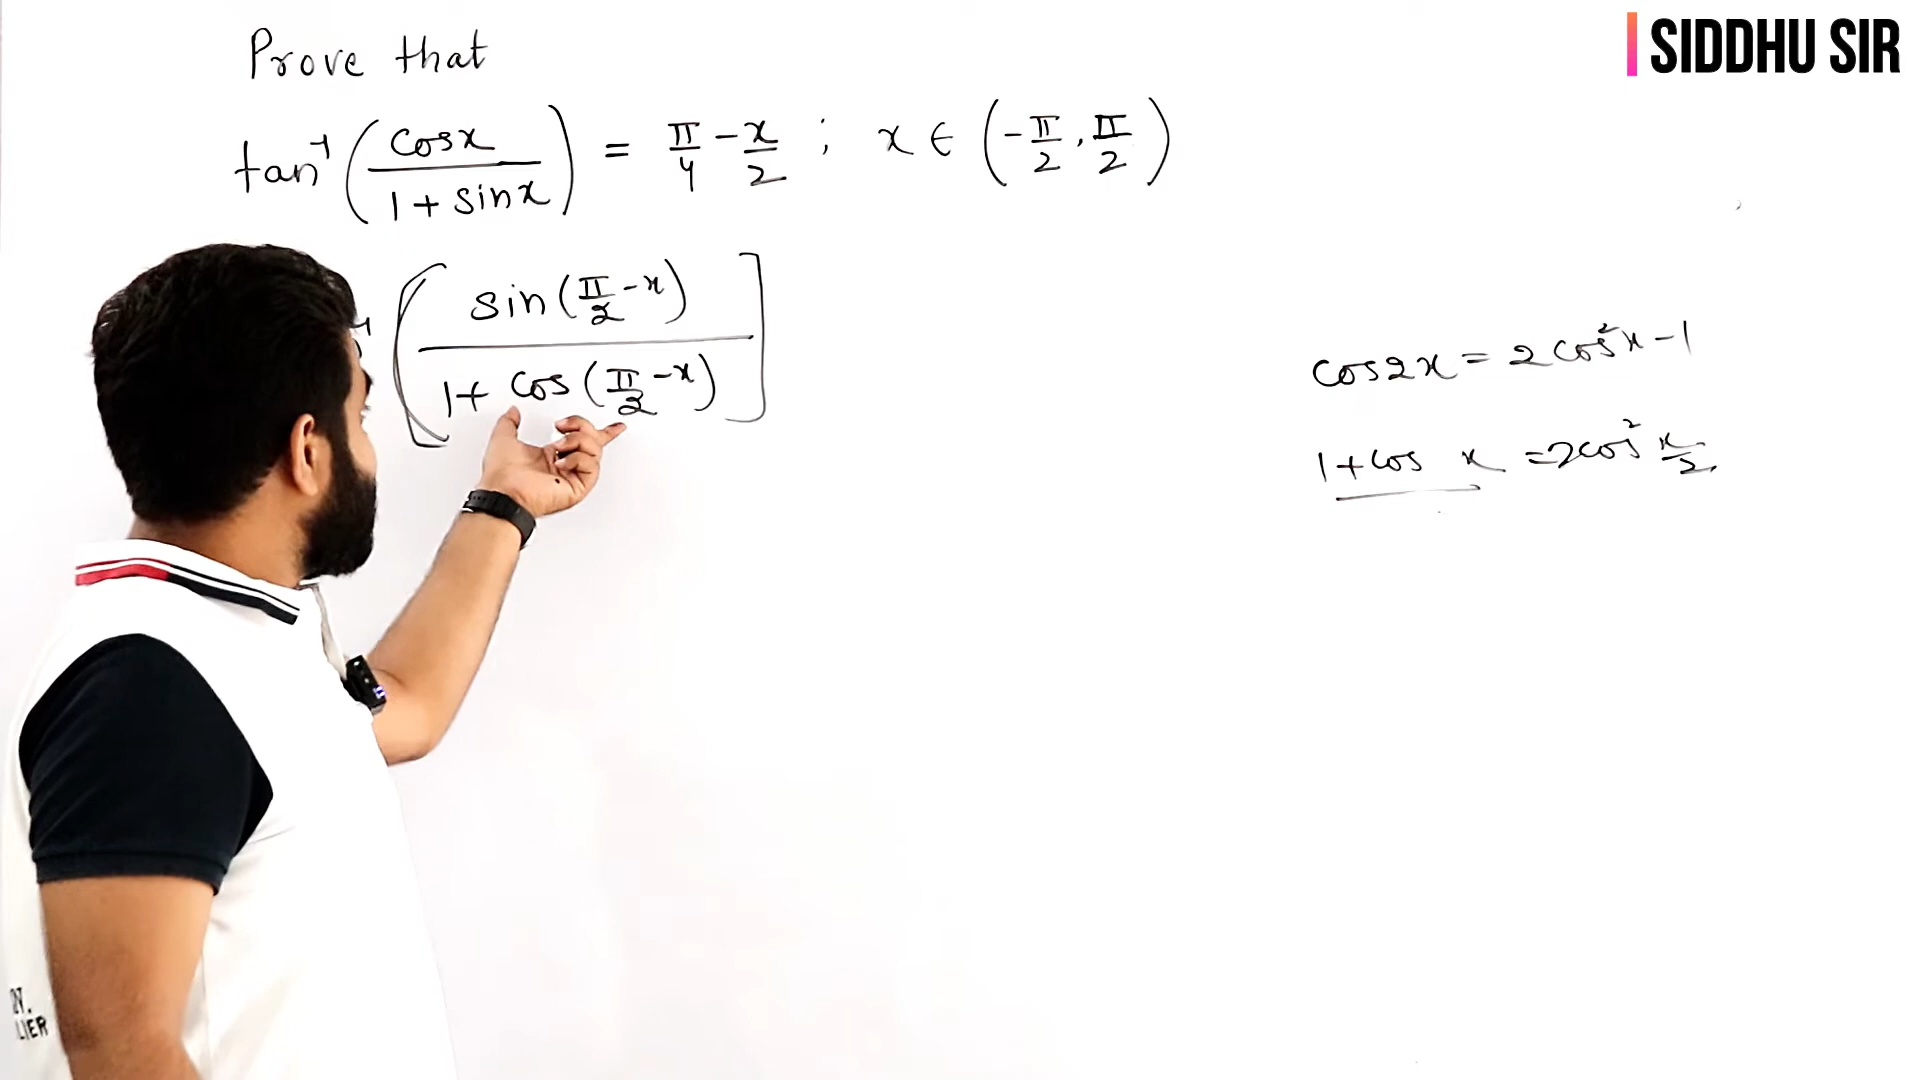 SIDDHU SIR
Prove that
tan⁻¹(cosx/(1+sinx)) = π/4 - x/2 ; x ∈ (-π/2, π/2)
[sin(π/2 - x)/(1+ cos(π/2 - x))]
cos2x = 2cos²x - 1
1+cos x = 2cos² x/2